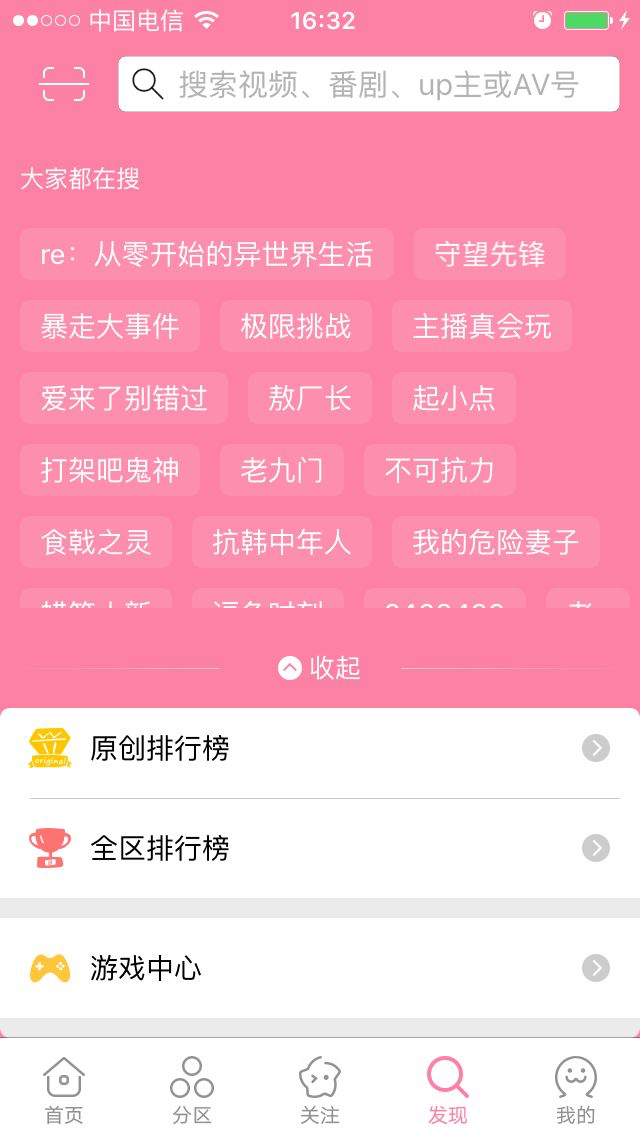 中国电信 16:32
搜索视频、番剧、up主或AV号
大家都在搜
re：从零开始的异世界生活 守望先锋
暴走大事件 极限挑战 主播真会玩
爱来了别错过 敖厂长 起小点
打架吧鬼神 老九门 不可抗力
食戟之灵 抗韩中年人 我的危险妻子
收起
original
原创排行榜
全区排行榜
游戏中心
首页 分区 关注 发现 我的